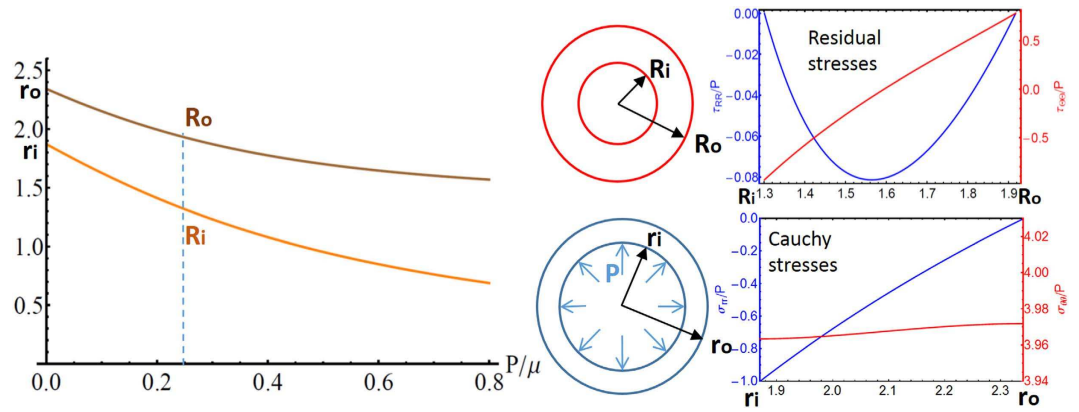 2.5
ro
2.0
ri
1.5
1.0
0.5
0.0
0.2
0.4
0.6
0.8
P/μ
Ro
Ri
Ri
Ro
0.00
-0.02
-0.04
-0.06
-0.08
τRR/P
Residual
stresses
0.5
0.0
-0.5
τΘΘ/P
Ri
1.3
1.4
1.5
1.6
1.7
1.8
1.9
Ro
P
ri
ro
0.0
-0.2
-0.4
-0.6
-0.8
-1.0
σrr/P
Cauchy
stresses
4.02
4.00
3.98
3.96
3.94
σθθ/P
ri
1.9
2.0
2.1
2.2
2.3
ro